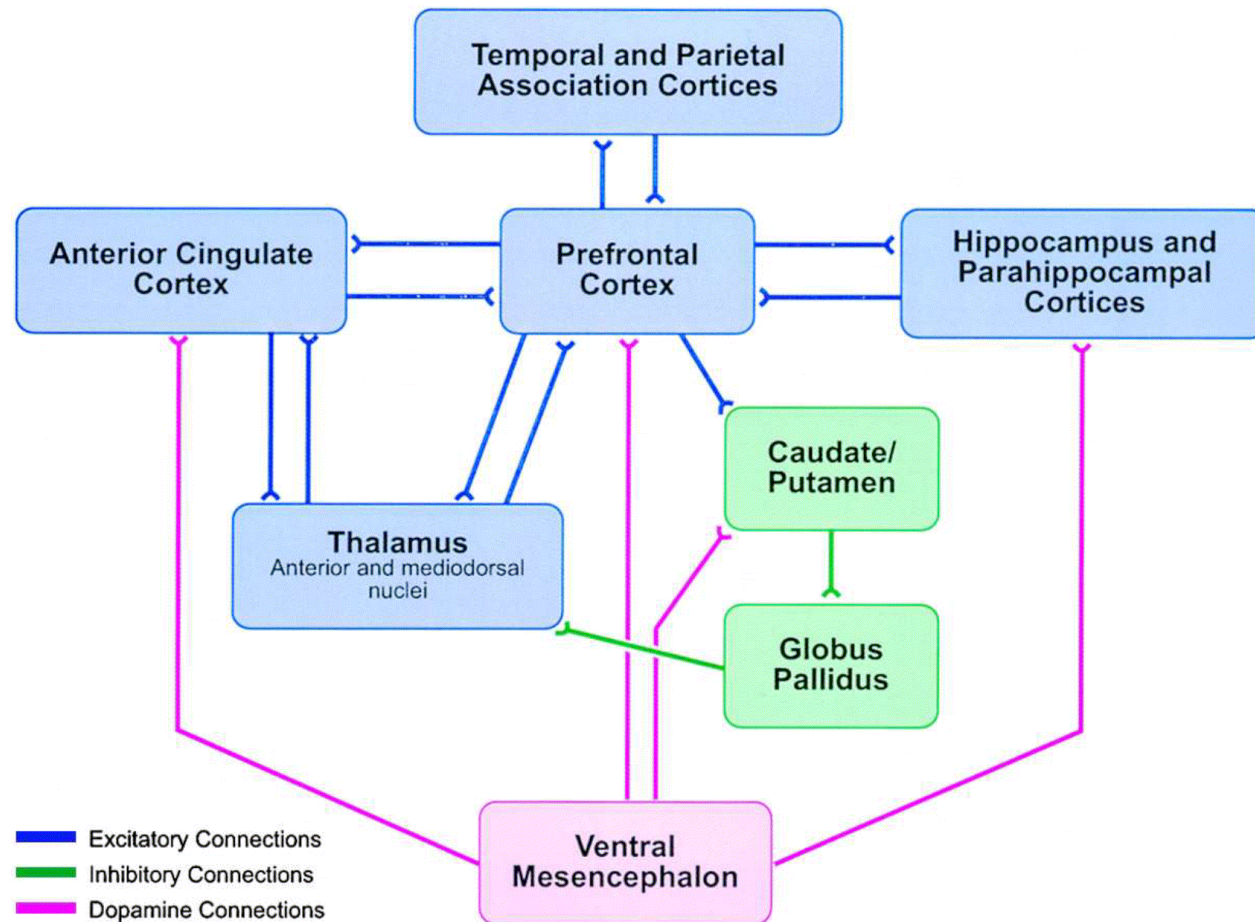 Temporal and Parietal
Association Cortices
Anterior Cingulate
Cortex
Prefrontal
Cortex
Hippocampus and
Parahippocampal
Cortices
Caudate/
Putamen
Thalamus
Anterior and mediodorsal
nuclei
Globus
Pallidus
Ventral
Mesencephalon
Excitatory Connections
Inhibitory Connections
Dopamine Connections